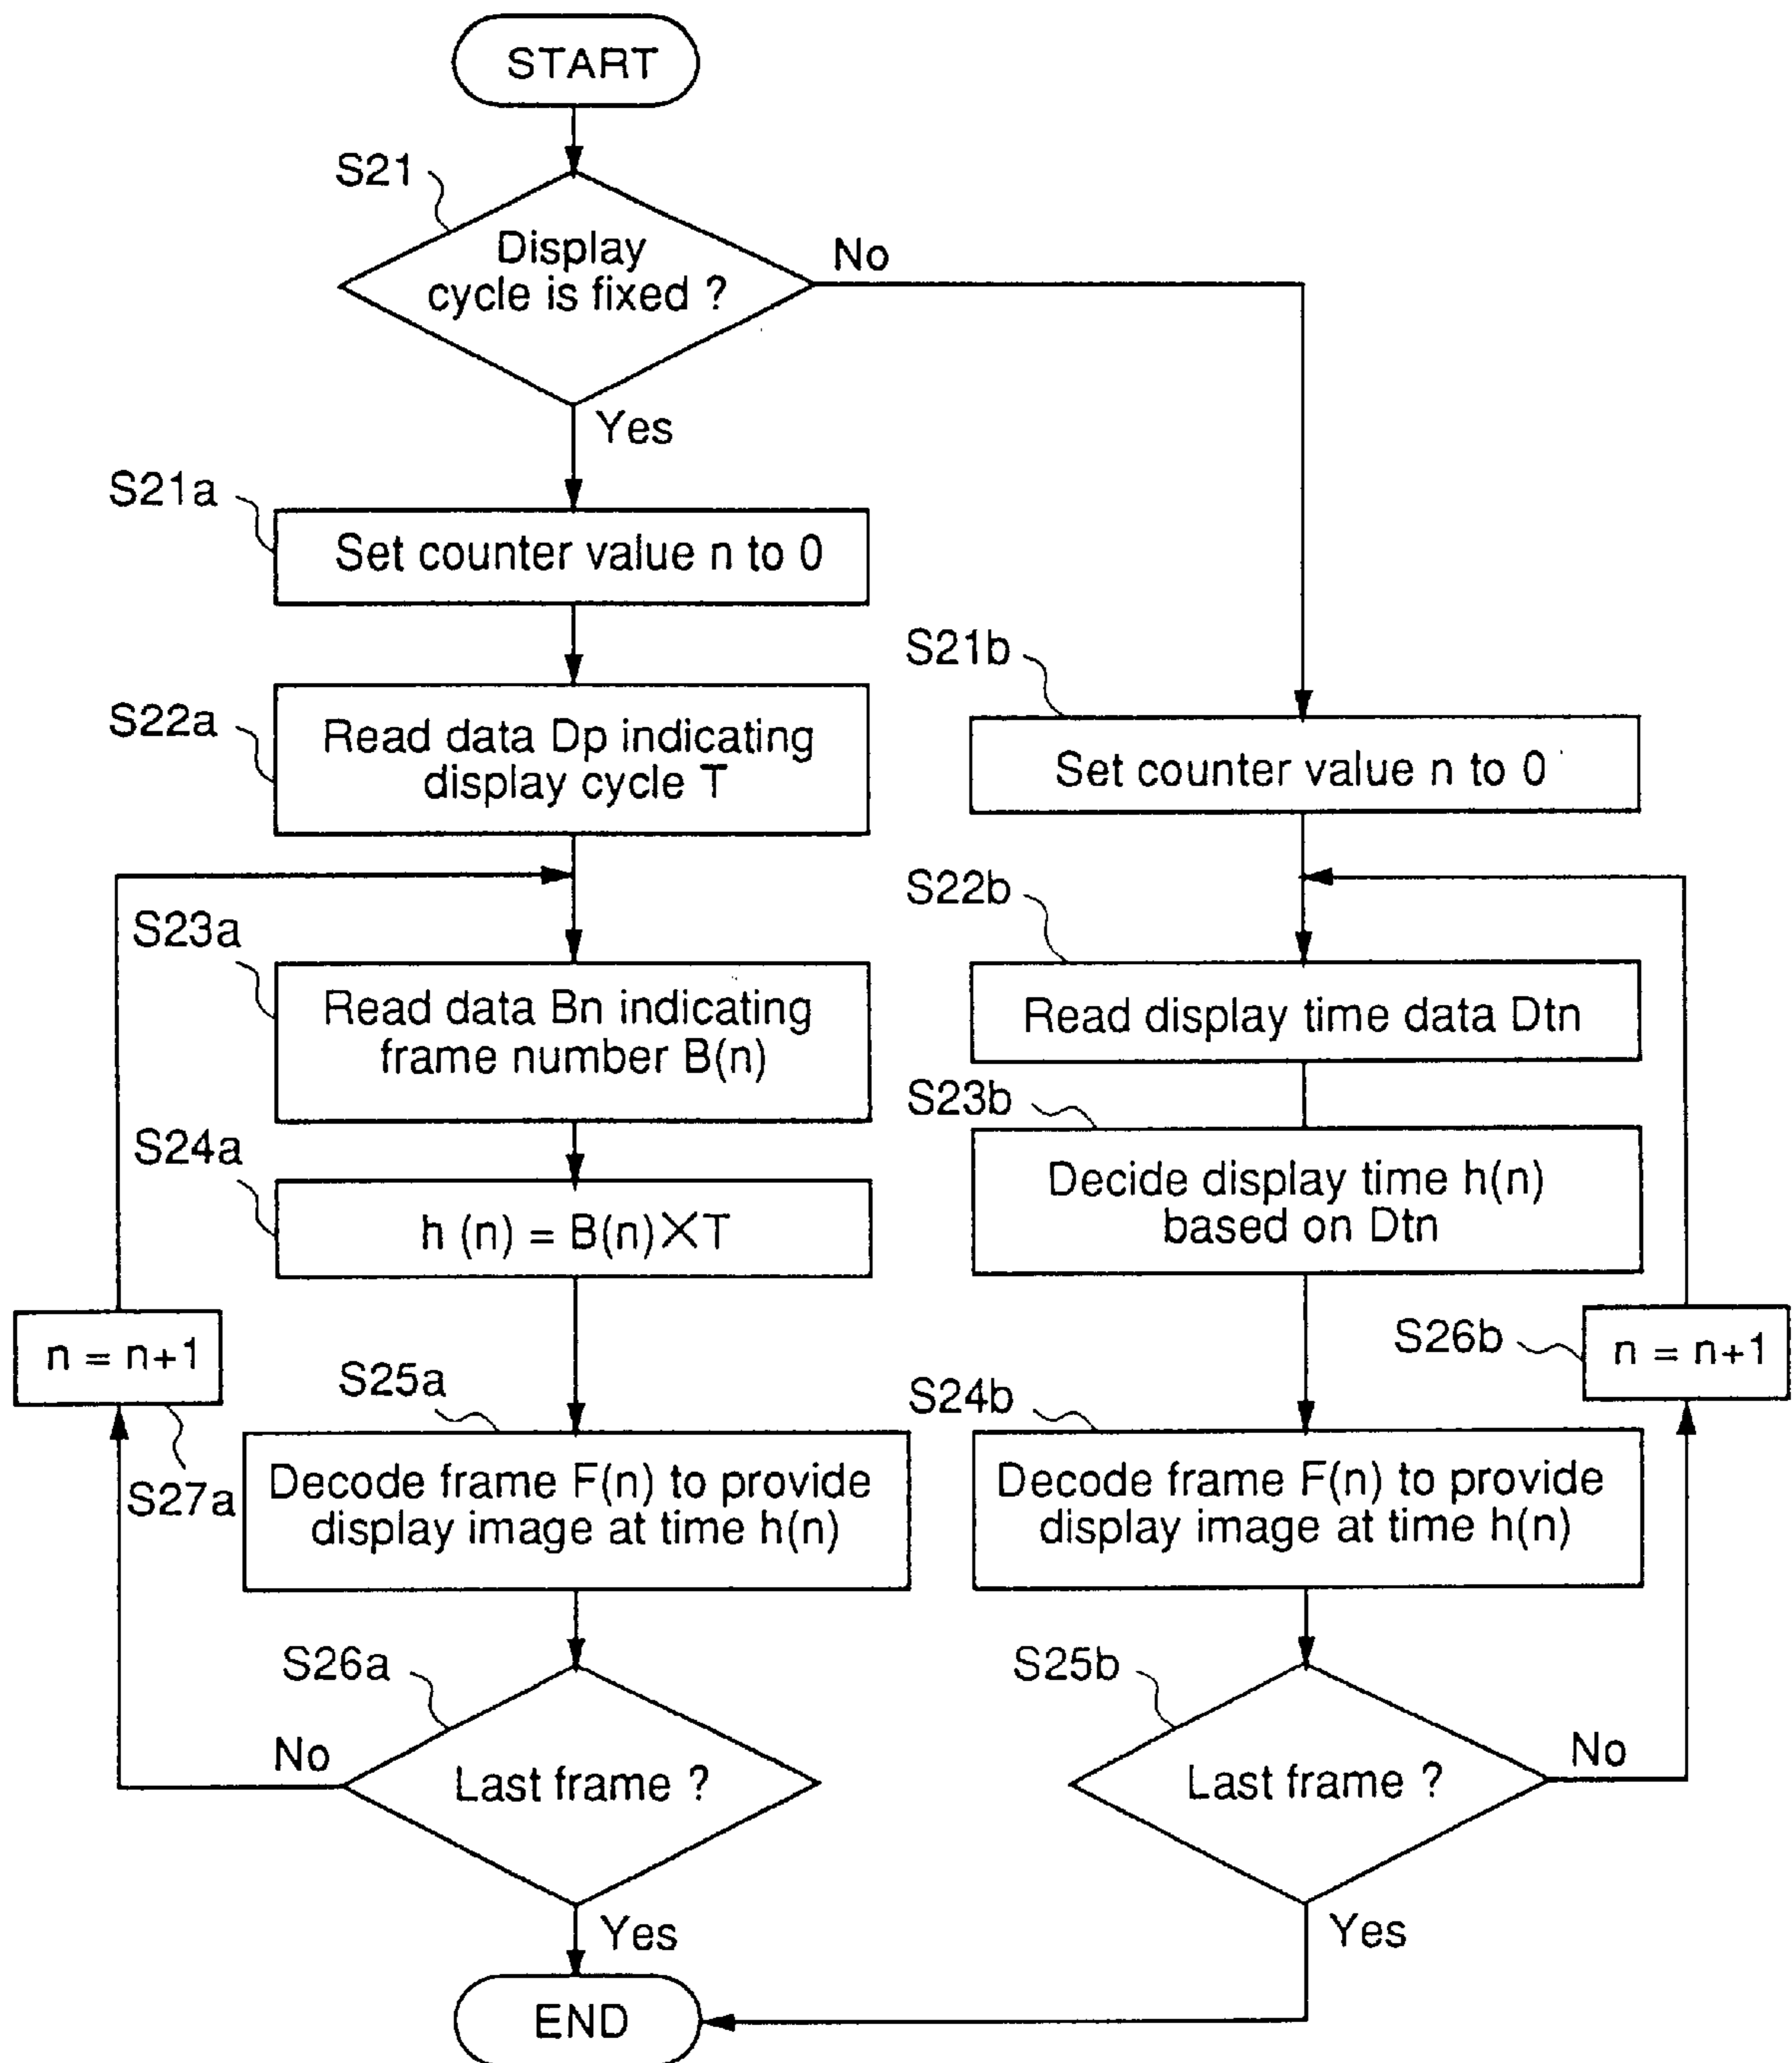 START
S21
Display
cycle is fixed ?
No
Yes
S21a
Set counter value n to 0
S22a
Read data Dp indicating
display cycle T
S23a
Read data Bn indicating
frame number B(n)
S24a
h (n) = B(n)×T
S25a
Decode frame F(n) to provide
display image at time h(n)
S26a
Last frame ?
No
n = n+1
S27a
Yes
S21b
Set counter value n to 0
S22b
Read display time data Dtn
S23b
Decide display time h(n)
based on Dtn
S24b
Decode frame F(n) to provide
display image at time h(n)
S25b
Last frame ?
No
S26b
n = n+1
Yes
END